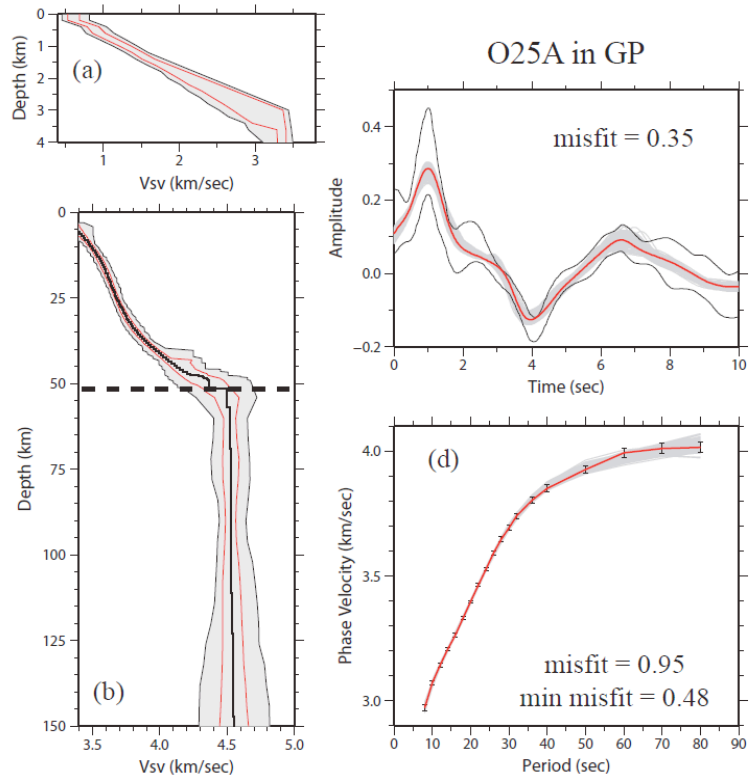 O25A in GP
0
1
2
3
4
Depth (km)
(a)
1
2
3
Vsv (km/sec)
0.4
0.2
0.0
−0.2
Amplitude
misfit = 0.35
0
2
4
6
8
10
Time (sec)
0
25
50
75
100
125
150
Depth (km)
(b)
3.4
4.0
4.5
5.0
Vsv (km/sec)
4.0
3.5
3.0
Phase Velocity (km/sec)
(d)
misfit = 0.95
min misfit = 0.48
0
10
20
30
40
50
60
70
80
90
Period (sec)